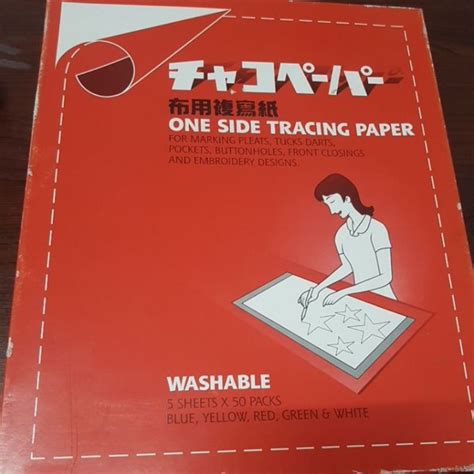 チャコペーパー
布用複寫紙
ONE SIDE TRACING PAPER
FOR MARKING PLEATS, TUCKS DARTS,
POCKETS, BUTTONHOLES, FRONT CLOSINGS
AND EMBROIDERY DESIGNS.
WASHABLE
5 SHEETS X 50 PACKS
BLUE, YELLOW, RED, GREEN & WHITE